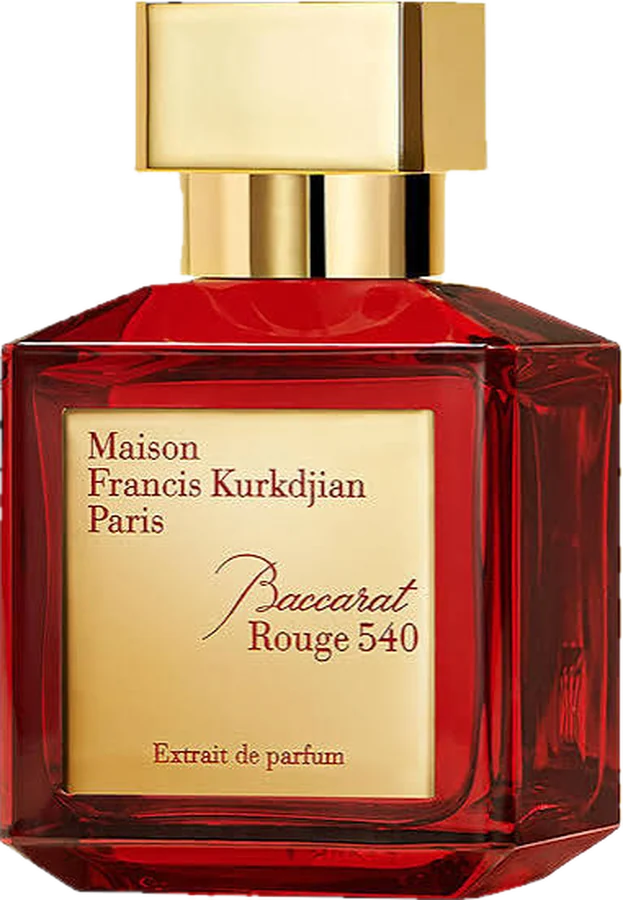 Maison
Francis Kurkdjian
Paris
Baccarat
Rouge 540
Extrait de parfum